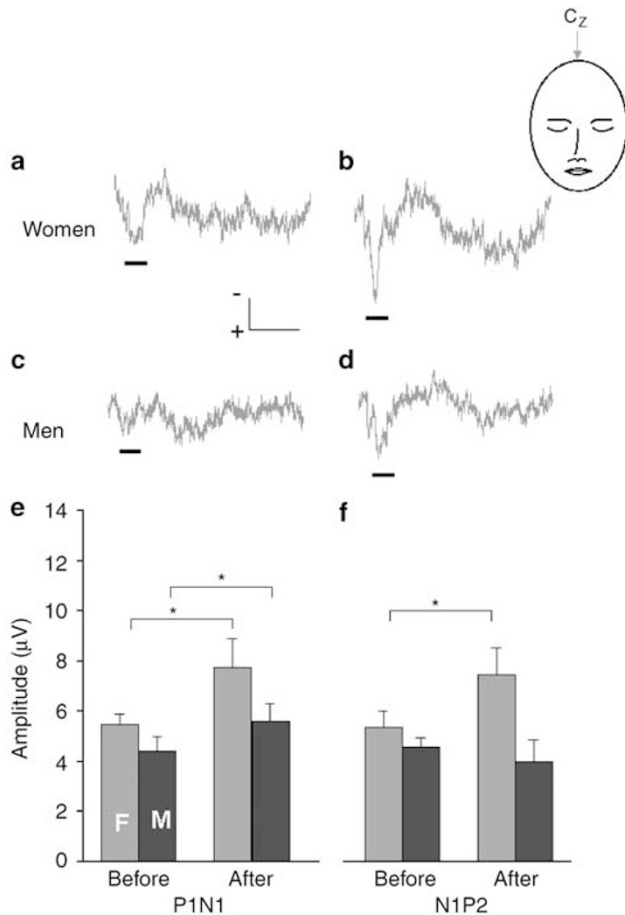 Cz
a
b
Women
-
+
c
d
Men
e
f
14
12
10
8
6
4
2
0
Amplitude (μV)
*
*
*
F
M
Before
After
Before
After
P1N1
N1P2